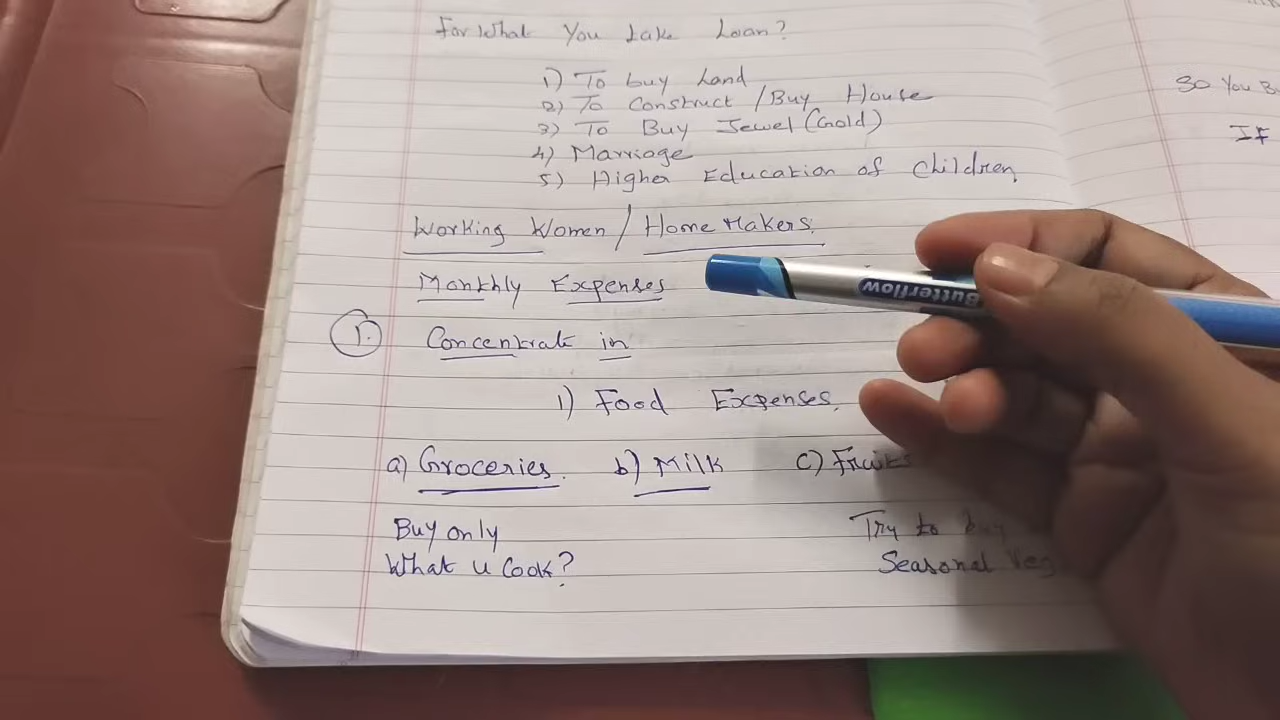 For What You take Loan?
1) To buy Land
2) To Construct / Buy House
3) To Buy Jewel (Gold)
4) Marriage
5) Higher Education of Children
Working Women / Home Makers.
Monthly Expenses
1. Concentrate in
1) Food Expenses.
a) Groceries. b) Milk c) Fruits
Buy only Try to buy
What u Cook? Seasonal Veg
So You B
IF
Butterflow